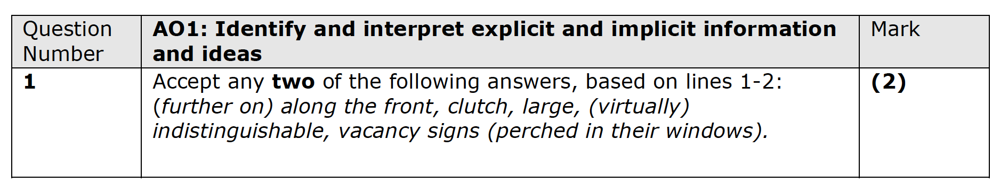 Question Number
AO1: Identify and interpret explicit and implicit information
and ideas
Mark
1
Accept any two of the following answers, based on lines 1-2:
(further on) along the front, clutch, large, (virtually)
indistinguishable, vacancy signs (perched in their windows).
(2)